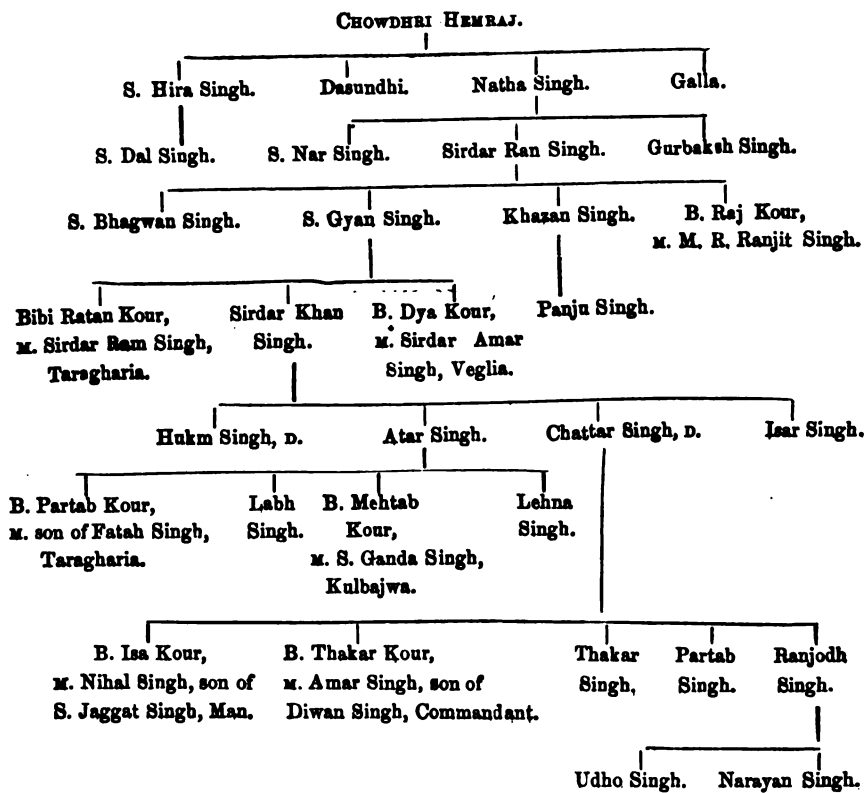 CHOWDHRI HEMRAJ.
S. Hira Singh. Dasundhi. Natha Singh. Galla.
S. Dal Singh. S. Nar Singh. Sirdar Ran Singh. Gurbaksh Singh.
S. Bhagwan Singh. S. Gyan Singh. Khazan Singh. B. Raj Kour,
M. M. R. Ranjit Singh.
Bibi Ratan Kour, Sirdar Khan B. Dya Kour, Panju Singh.
M. Sirdar Ram Singh, Singh. M. Sirdar Amar
Taragharia. Singh, Veglia.
Hukm Singh, D. Atar Singh. Chattar Singh, D. Isar Singh.
B. Partab Kour, Labh B. Mehtab Lehna
M. son of Fatah Singh, Singh. Kour, Singh.
Taragharia. M. S. Ganda Singh,
Kulbajwa.
B. Isa Kour, B. Thakar Kour, Thakar Partab Ranjodh
M. Nihal Singh, son of M. Amar Singh, son of Singh, Singh. Singh.
S. Jaggat Singh, Man. Diwan Singh, Commandant.
Udho Singh. Narayan Singh.